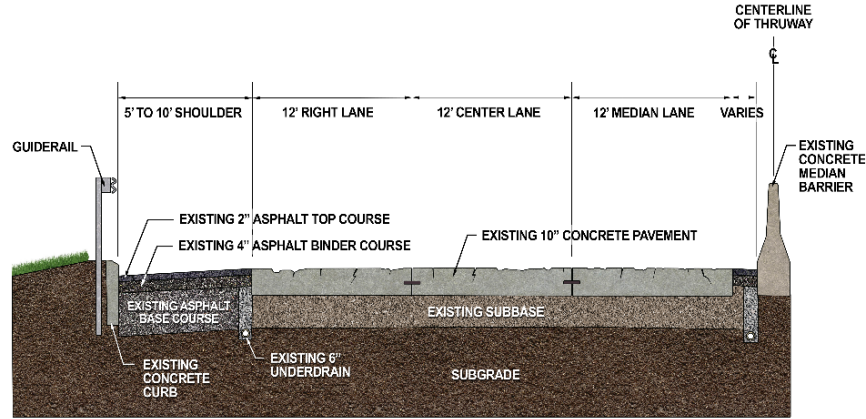 CENTERLINE
OF THRUWAY
℄
5' TO 10' SHOULDER
12' RIGHT LANE
12' CENTER LANE
12' MEDIAN LANE
VARIES
GUIDERAIL
EXISTING
CONCRETE
MEDIAN
BARRIER
EXISTING 2" ASPHALT TOP COURSE
EXISTING 4" ASPHALT BINDER COURSE
EXISTING 10" CONCRETE PAVEMENT
EXISTING ASPHALT
BASE COURSE
EXISTING SUBBASE
EXISTING
CONCRETE
CURB
EXISTING 6"
UNDERDRAIN
SUBGRADE